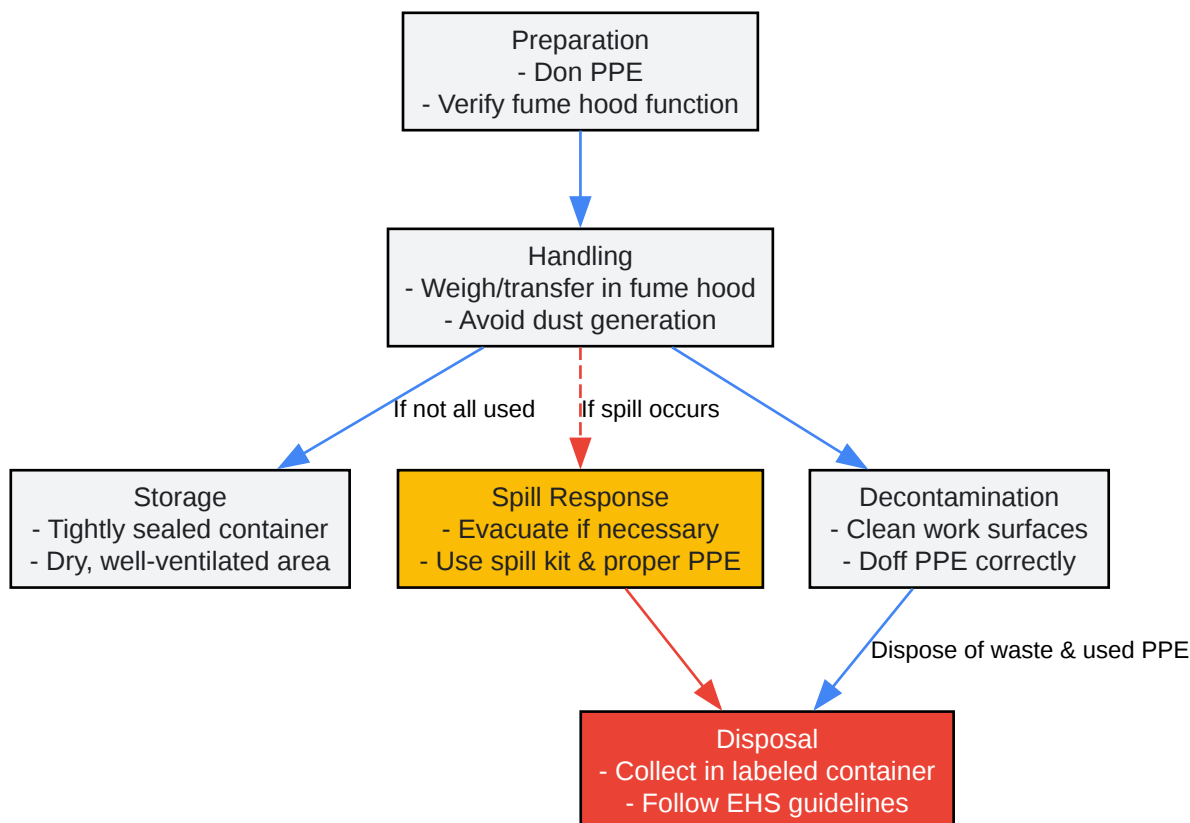 Preparation
- Don PPE
- Verify fume hood function
Handling
- Weigh/transfer in fume hood
- Avoid dust generation
If not all used
If spill occurs
Storage
- Tightly sealed container
- Dry, well-ventilated area
Spill Response
- Evacuate if necessary
- Use spill kit & proper PPE
Decontamination
- Clean work surfaces
- Doff PPE correctly
Dispose of waste & used PPE
Disposal
- Collect in labeled container
- Follow EHS guidelines